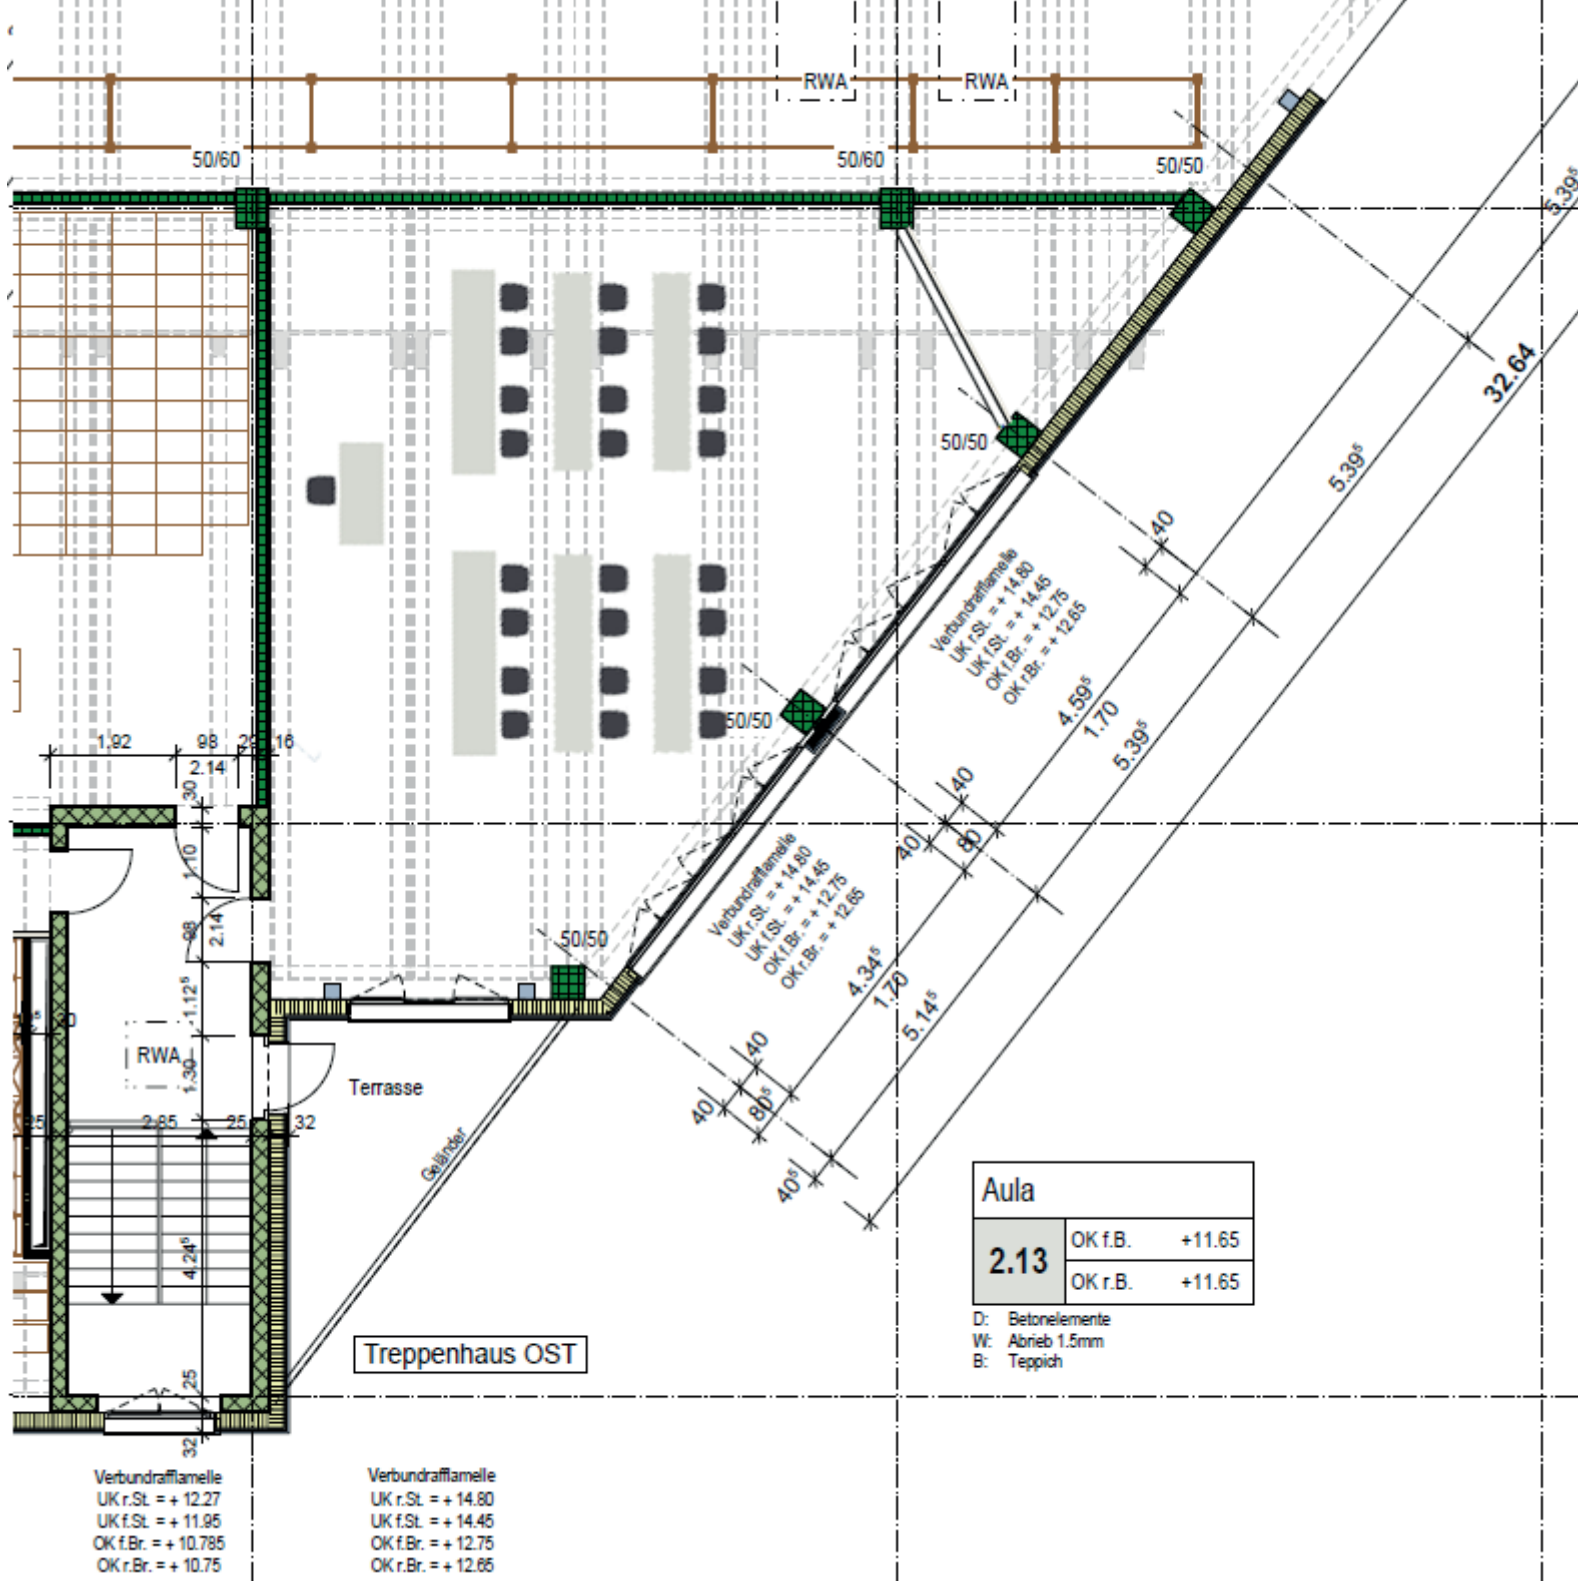 RWA
RWA
50/60
50/60
50/50
5.39⁵
32.64
50/50
5.39⁵
40
Verbundrafflamelle
UK r.St. = + 14.80
UK f.St. = + 14.45
OK f.Br. = + 12.75
OK r.Br. = + 12.65
4.59⁵
1.70
5.39⁵
50/50
1.92
98
2.14
16
30
1.10
98
2.14
40
40
80
Verbundrafflamelle
UK r.St. = + 14.80
UK f.St. = + 14.45
OK f.Br. = + 12.75
OK r.Br. = + 12.65
50/50
4.34⁵
1.70
5.14⁵
1.12⁵
RWA
1.30
Terrasse
40
40
80⁵
40⁵
25
2.85
25
32
Geländer
4.24⁵
Aula
2.13
OK f.B. +11.65
OK r.B. +11.65
D: Betonelemente
W: Abrieb 1.5mm
B: Teppich
Treppenhaus OST
25
32
Verbundrafflamelle
UK r.St. = + 12.27
UK f.St. = + 11.95
OK f.Br. = + 10.785
OK r.Br. = + 10.75
Verbundrafflamelle
UK r.St. = + 14.80
UK f.St. = + 14.45
OK f.Br. = + 12.75
OK r.Br. = + 12.65